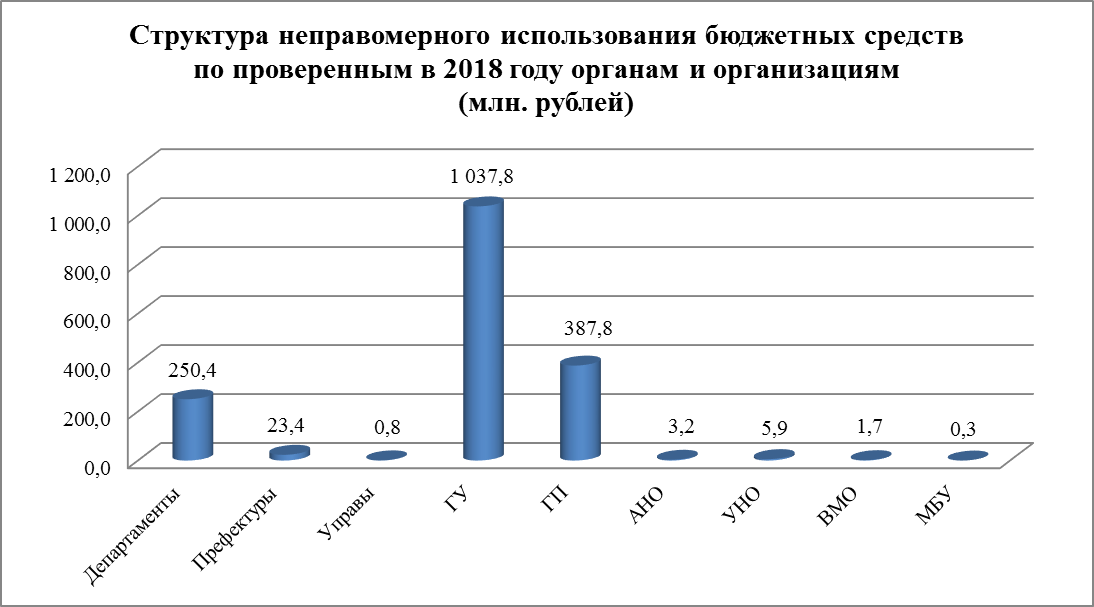 Структура неправомерного использования бюджетных средств
по проверенным в 2018 году органам и организациям
(млн. рублей)
1 200,0
1 000,0
800,0
600,0
400,0
200,0
0,0
250,4
23,4
0,8
1 037,8
387,8
3,2
5,9
1,7
0,3
Департаменты
Префектуры
Управы
ГУ
ГП
АНО
УНО
ВМО
МБУ